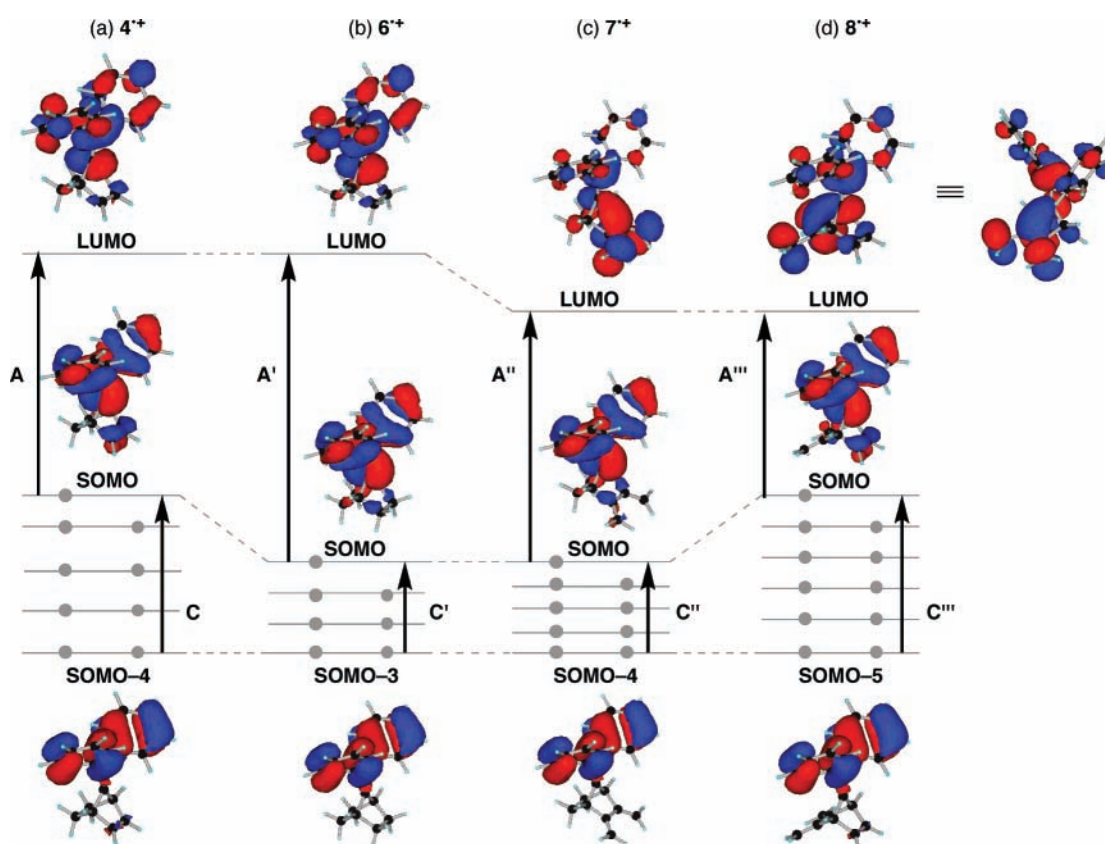 (a) 4•+ (b) 6•+ (c) 7•+ (d) 8•+
≡
LUMO LUMO
LUMO LUMO
A A' A'' A'''
SOMO SOMO
SOMO SOMO
C C' C'' C'''
SOMO–4 SOMO–3 SOMO–4 SOMO–5